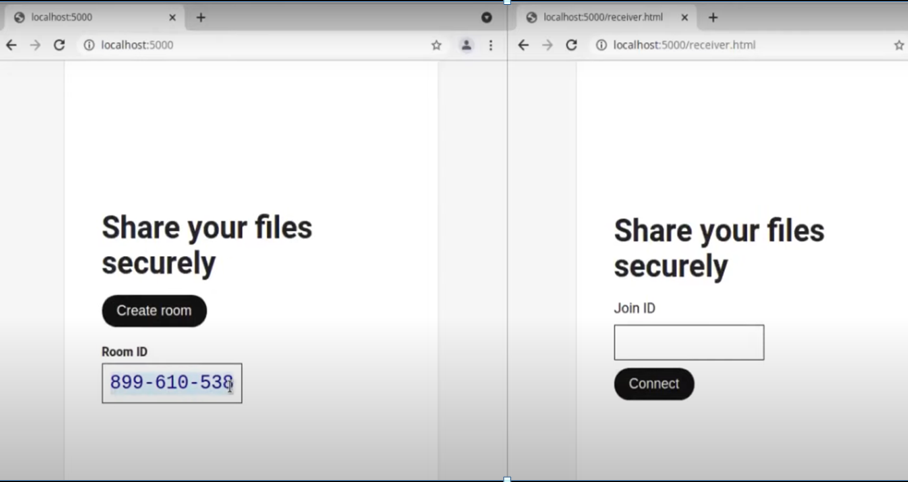 localhost:5000
localhost:5000
Share your files
securely
Create room
Room ID
899-610-538
localhost:5000/receiver.html
localhost:5000/receiver.html
Share your files
securely
Join ID
Connect